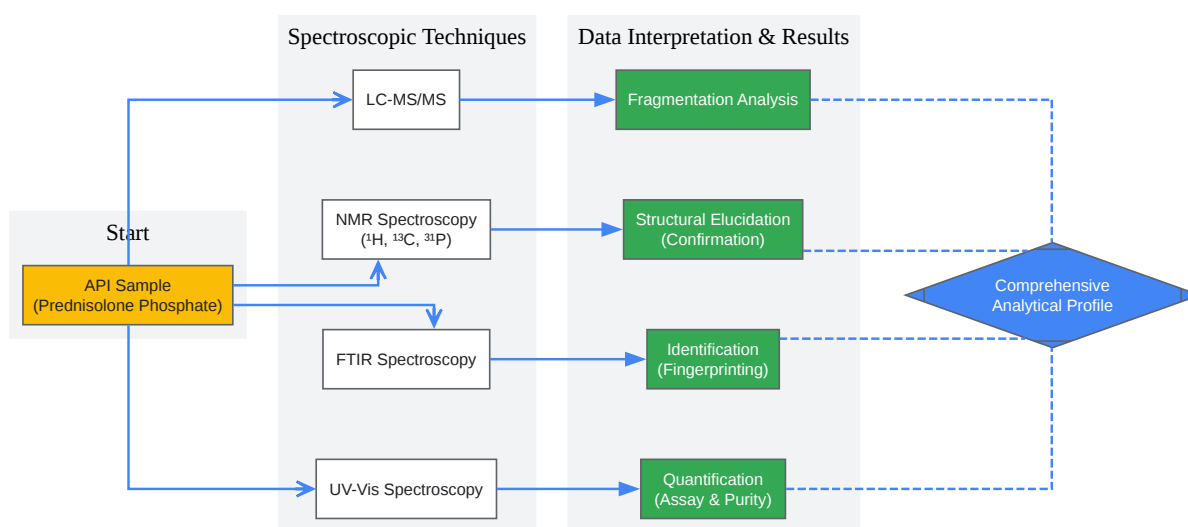 Spectroscopic Techniques
Data Interpretation & Results
LC-MS/MS
Fragmentation Analysis
Start
API Sample
(Prednisolone Phosphate)
NMR Spectroscopy
(¹H, ¹³C, ³¹P)
Structural Elucidation
(Confirmation)
Comprehensive
Analytical Profile
FTIR Spectroscopy
Identification
(Fingerprinting)
UV-Vis Spectroscopy
Quantification
(Assay & Purity)